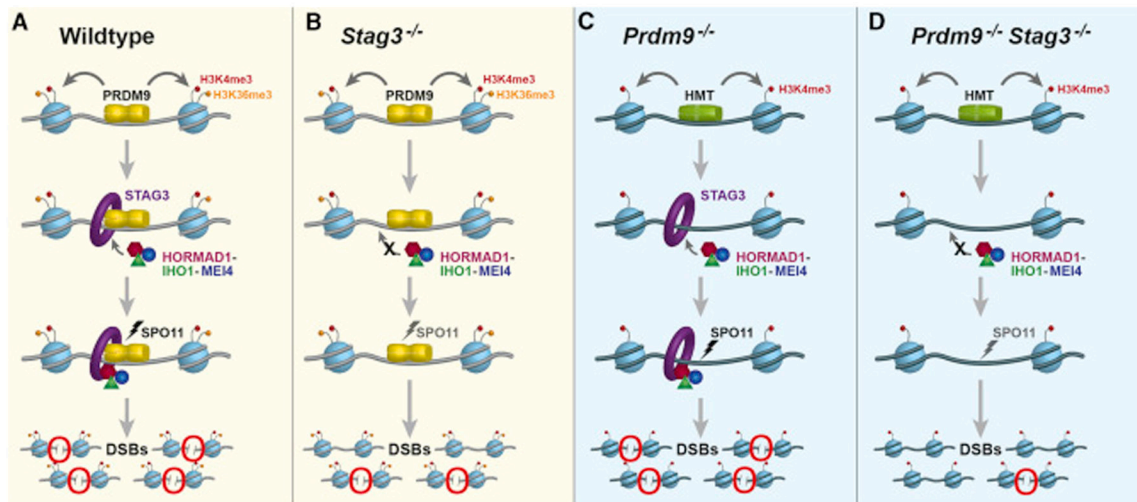 A
Wildtype
PRDM9
H3K4me3
H3K36me3
STAG3
HORMAD1-
IHO1-MEI4
SPO11
DSBs
B
Stag3-/-
PRDM9
H3K4me3
H3K36me3
X
HORMAD1-
IHO1-MEI4
SPO11
DSBs
C
Prdm9-/-
HMT
H3K4me3
STAG3
HORMAD1-
IHO1-MEI4
SPO11
DSBs
D
Prdm9-/- Stag3-/-
HMT
H3K4me3
X
HORMAD1-
IHO1-MEI4
SPO11
DSBs